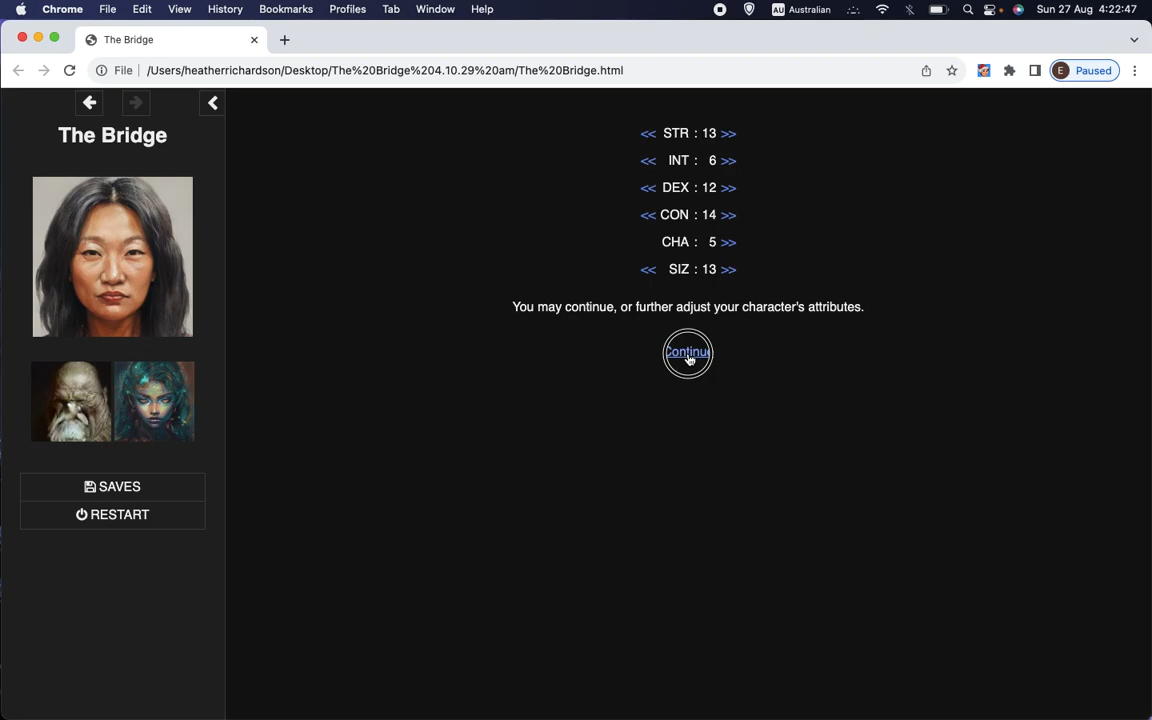 Chrome File Edit View History Bookmarks Profiles Tab Window Help AU Australian Sun 27 Aug 4:22:47
The Bridge
File /Users/heatherrichardson/Desktop/The%20Bridge%204.10.29%20am/The%20Bridge.html E Paused
The Bridge
<< STR : 13 >>
<< INT : 6 >>
<< DEX : 12 >>
<< CON : 14 >>
CHA : 5 >>
<< SIZ : 13 >>
You may continue, or further adjust your character's attributes.
Continue
SAVES
RESTART